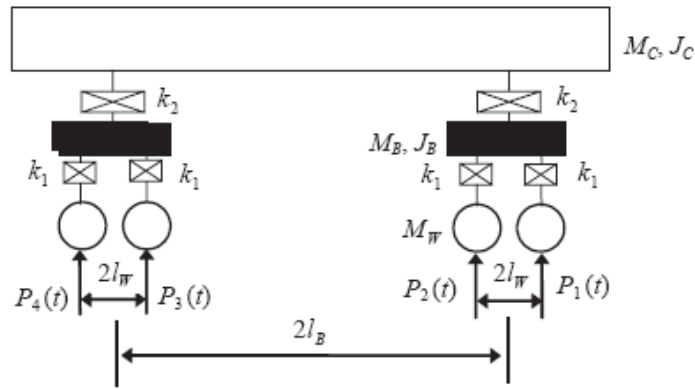 M_C, J_C
k_2 k_2
M_B, J_B
k_1 k_1 k_1 k_1
M_W
2l_W 2l_W
P_4(t) P_3(t) P_2(t) P_1(t)
2l_B